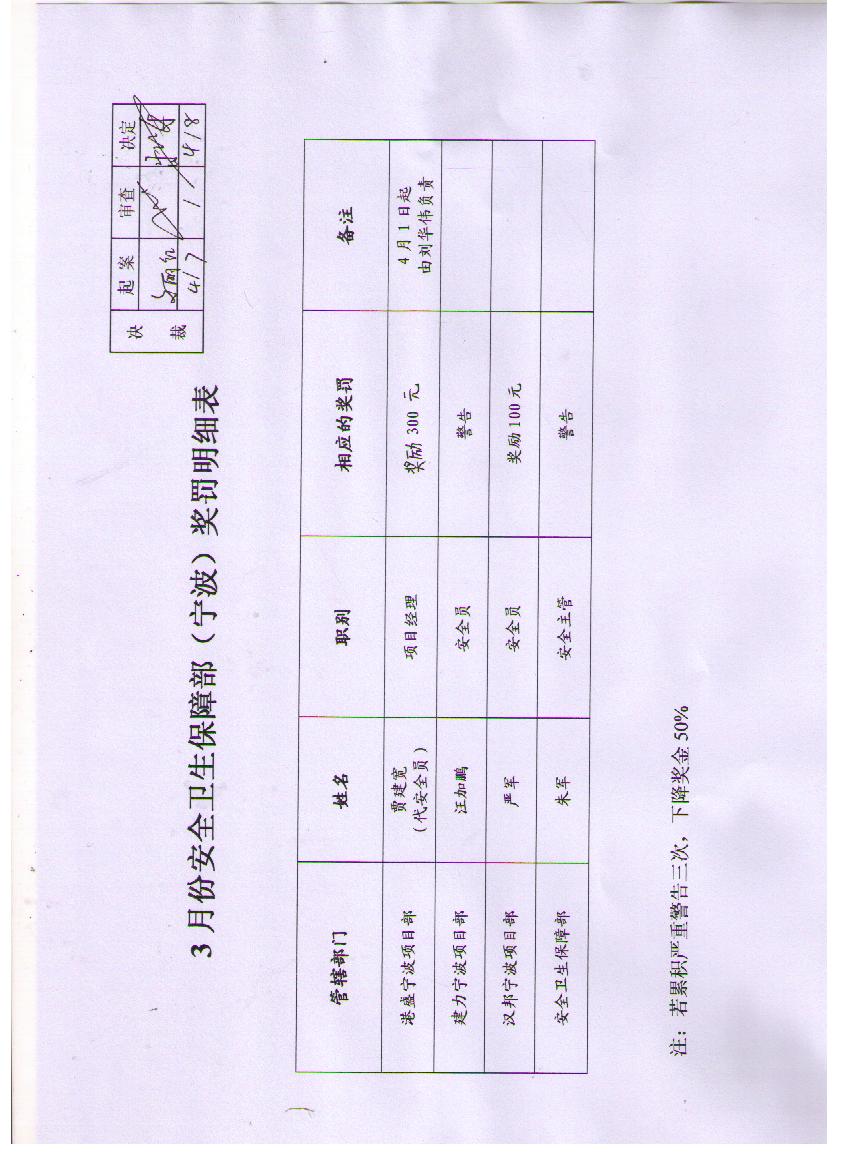 决裁 起案 审查 决定
4/7 / 4/8
3月份安全卫生保障部（宁波）奖罚明细表
管辖部门 姓名 职别 相应的奖罚 备注
港盛宁波项目部 贾建宽（代安全员） 项目经理 奖励 300 元 4月1日起由刘华伟负责
建力宁波项目部 汪加鹏 安全员 警告
汉邦宁波项目部 严军 安全员 奖励100元
安全卫生保障部 朱军 安全主管 警告
注：若累积严重警告三次，下降奖金50%